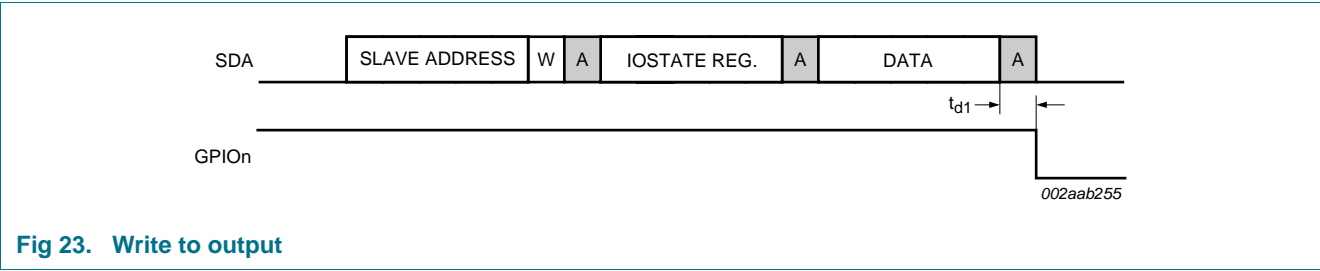 SDA
SLAVE ADDRESS W A IOSTATE REG. A DATA A
td1
GPIOn
002aab255
Fig 23. Write to output